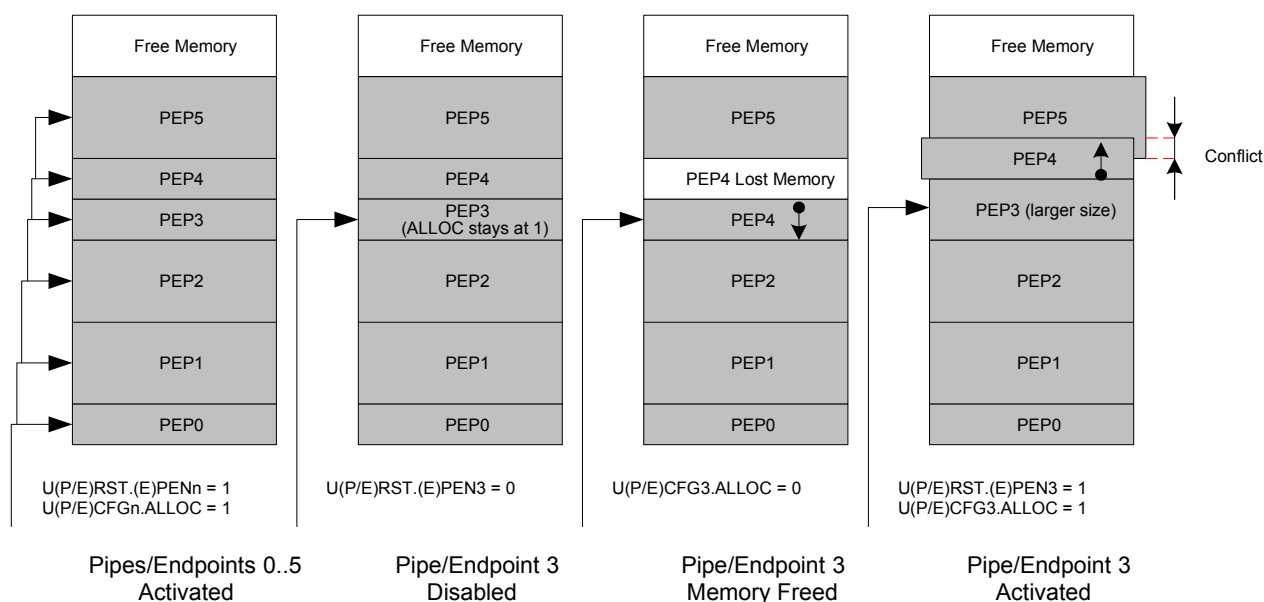 Free Memory
PEP5
PEP4
PEP3
PEP2
PEP1
PEP0
U(P/E)RST.(E)PENn = 1
U(P/E)CFGn.ALLOC = 1
Pipes/Endpoints 0..5
Activated
Free Memory
PEP5
PEP4
PEP3
(ALLOC stays at 1)
PEP2
PEP1
PEP0
U(P/E)RST.(E)PEN3 = 0
Pipe/Endpoint 3
Disabled
Free Memory
PEP5
PEP4 Lost Memory
PEP4
PEP2
PEP1
PEP0
U(P/E)CFG3.ALLOC = 0
Pipe/Endpoint 3
Memory Freed
Free Memory
PEP5
PEP4
Conflict
PEP3 (larger size)
PEP2
PEP1
PEP0
U(P/E)RST.(E)PEN3 = 1
U(P/E)CFG3.ALLOC = 1
Pipe/Endpoint 3
Activated